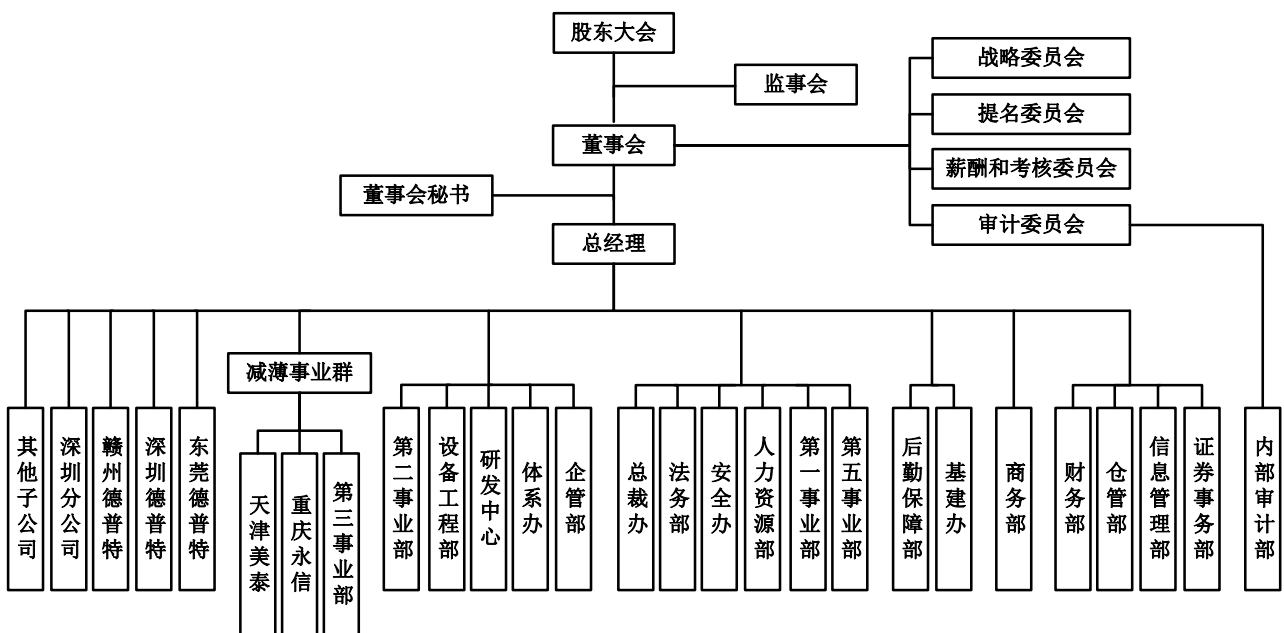 股东大会
监事会
战略委员会
提名委员会
董事会
薪酬和考核委员会
董事会秘书
审计委员会
总经理
减薄事业群
其他子公司
深圳分公司
赣州德普特
深圳德普特
东莞德普特
天津美泰
重庆永信
第三事业部
第二事业部
设备工程部
研发中心
体系办
企管部
总裁办
法务部
安全办
人力资源部
第一事业部
第五事业部
后勤保障部
基建办
商务部
财务部
仓管部
信息管理部
证券事务部
内部审计部